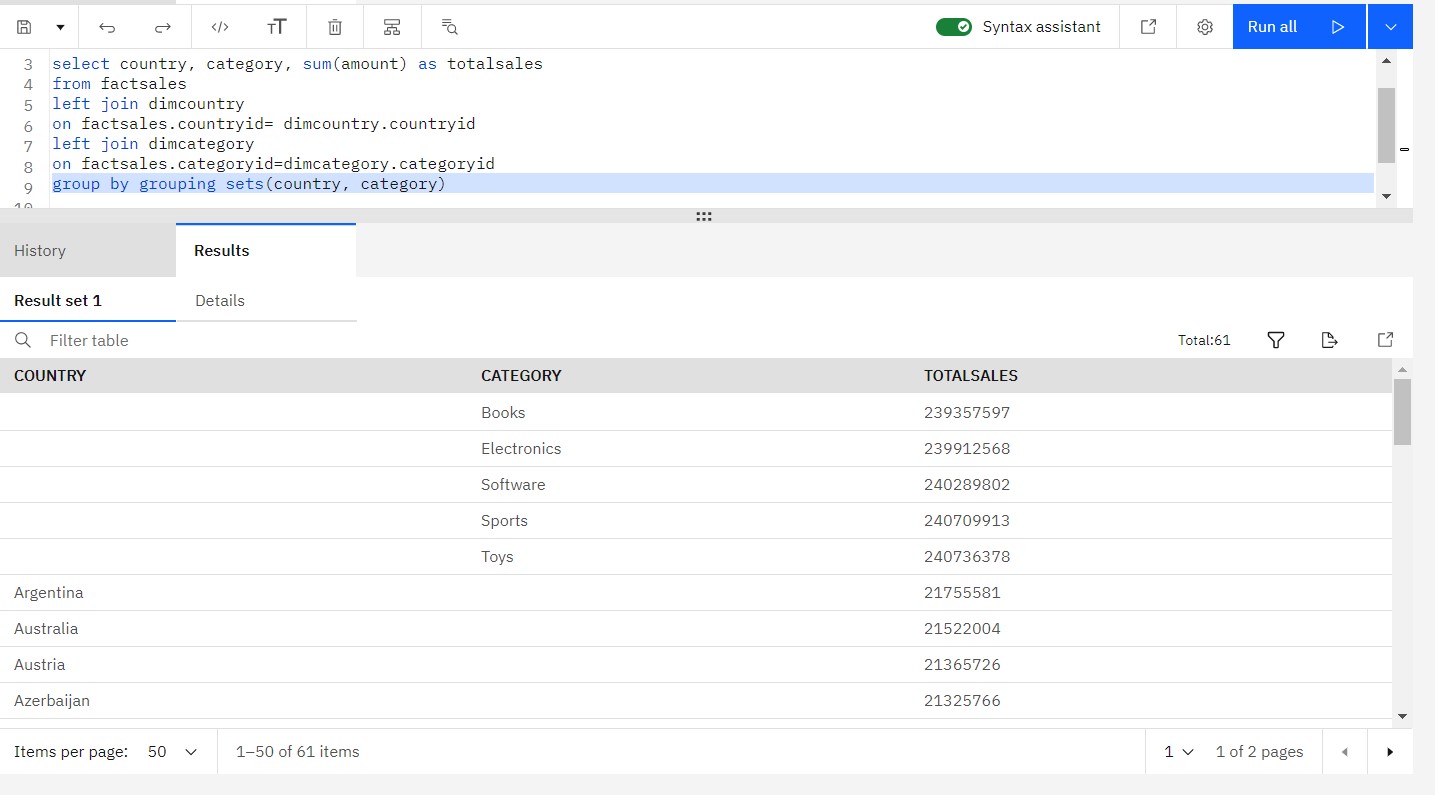 </> TT Syntax assistant Run all
3 select country, category, sum(amount) as totalsales
4 from factsales
5 left join dimcountry
6 on factsales.countryid= dimcountry.countryid
7 left join dimcategory
8 on factsales.categoryid=dimcategory.categoryid
9 group by grouping sets(country, category)
10
History Results
Result set 1 Details
Filter table Total:61
COUNTRY CATEGORY TOTALSALES
Books 239357597
Electronics 239912568
Software 240289802
Sports 240709913
Toys 240736378
Argentina 21755581
Australia 21522004
Austria 21365726
Azerbaijan 21325766
Items per page: 50 1–50 of 61 items 1 1 of 2 pages